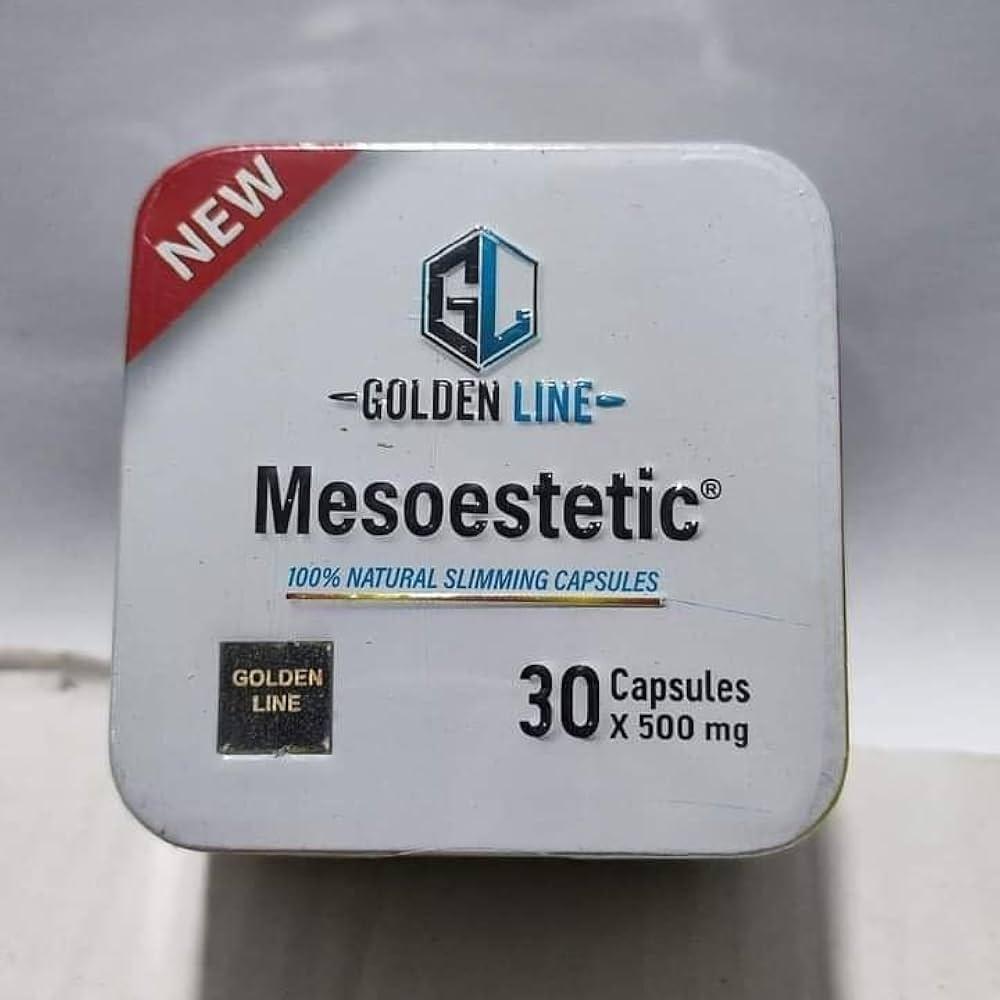 NEW
GL
GOLDEN LINE
Mesoestetic®
100% NATURAL SLIMMING CAPSULES
GOLDEN
LINE
30 Capsules
X 500 mg